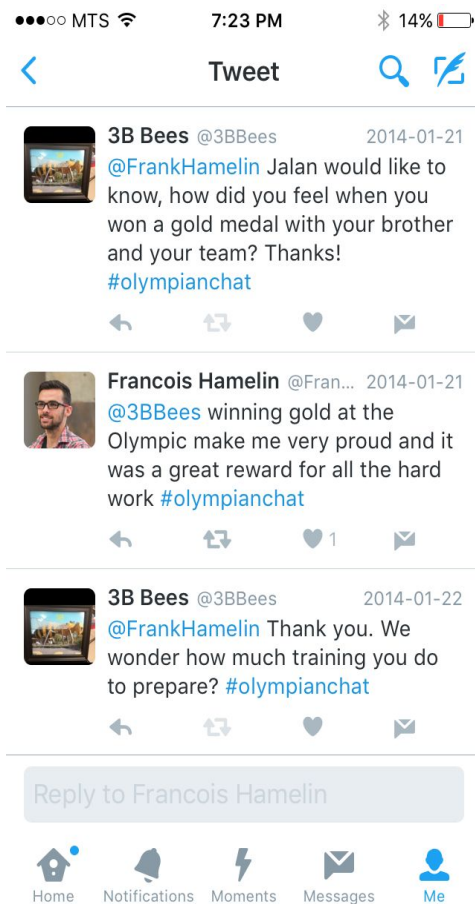 MTS 7:23 PM 14%
Tweet
3B Bees @3BBees 2014-01-21
@FrankHamelin Jalan would like to
know, how did you feel when you
won a gold medal with your brother
and your team? Thanks!
#olympianchat
Francois Hamelin @Fran... 2014-01-21
@3BBees winning gold at the
Olympic make me very proud and it
was a great reward for all the hard
work #olympianchat
1
3B Bees @3BBees 2014-01-22
@FrankHamelin Thank you. We
wonder how much training you do
to prepare? #olympianchat
Reply to Francois Hamelin
Home Notifications Moments Messages Me